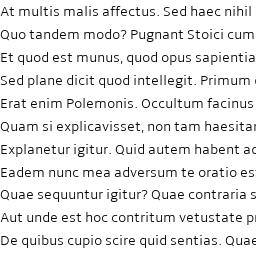 At multis malis affectus. Sed haec nihil
Quo tandem modo? Pugnant Stoici cum
Et quod est munus, quod opus sapientia
Sed plane dicit quod intellegit. Primum
Erat enim Polemonis. Occultum facinus
Quam si explicavisset, non tam haesitar
Explanetur igitur. Quid autem habent ad
Eadem nunc mea adversum te oratio es
Quae sequuntur igitur? Quae contraria s
Aut unde est hoc contritum vetustate p
De quibus cupio scire quid sentias. Quae